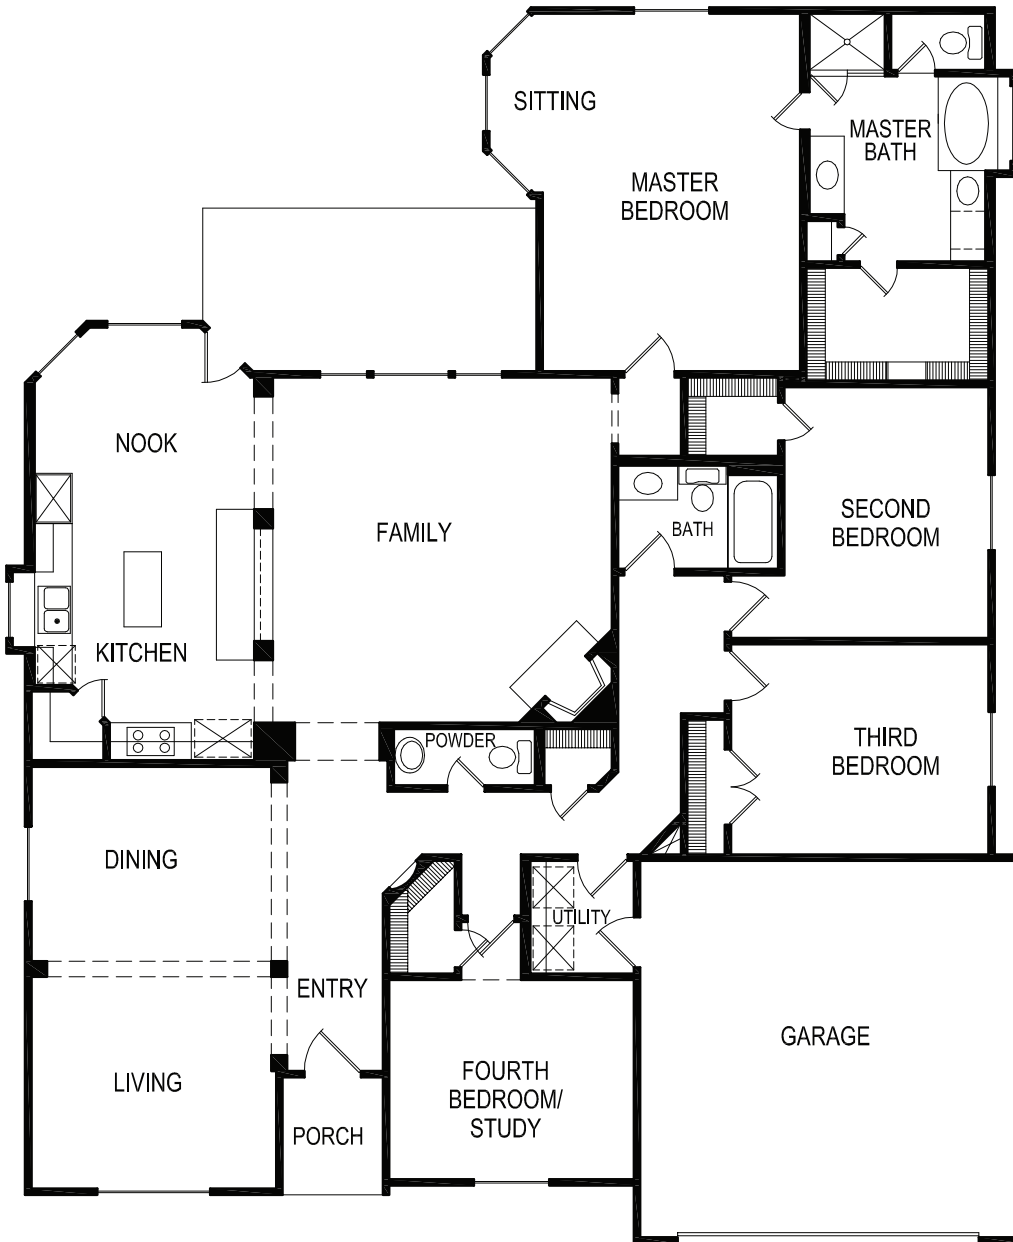 SITTING
MASTER
BATH
MASTER
BEDROOM
NOOK
SECOND
BEDROOM
FAMILY
BATH
KITCHEN
POWDER
THIRD
BEDROOM
DINING
UTILITY
ENTRY
GARAGE
LIVING
FOURTH
BEDROOM/
STUDY
PORCH